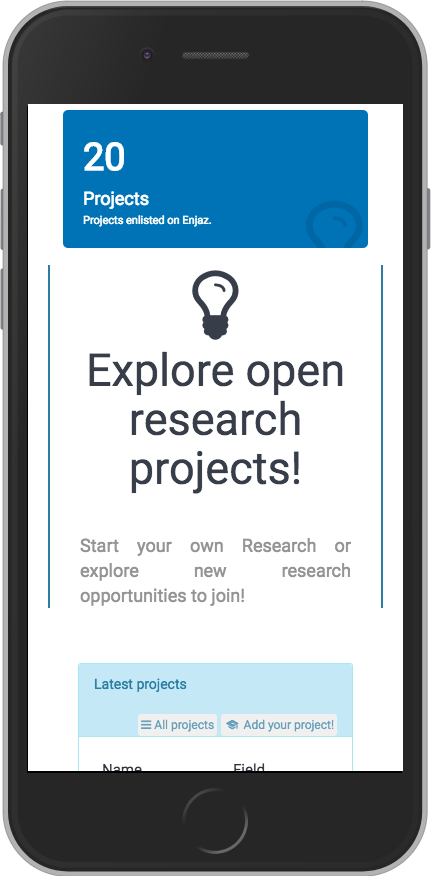 20
Projects
Projects enlisted on Enjaz.
Explore open
research
projects!
Start your own Research or
explore new research
opportunities to join!
Latest projects
All projects Add your project!
Name Field